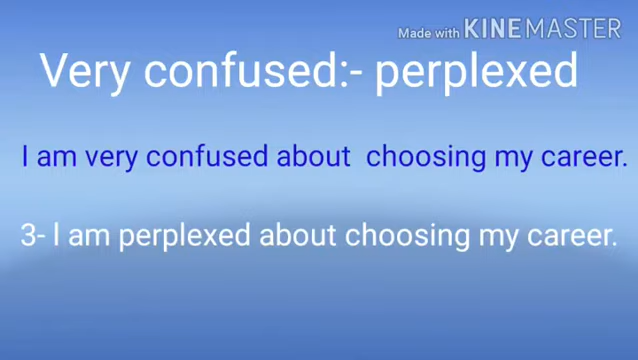 Made with KINEMASTER
Very confused:- perplexed
I am very confused about choosing my career.
3- I am perplexed about choosing my career.